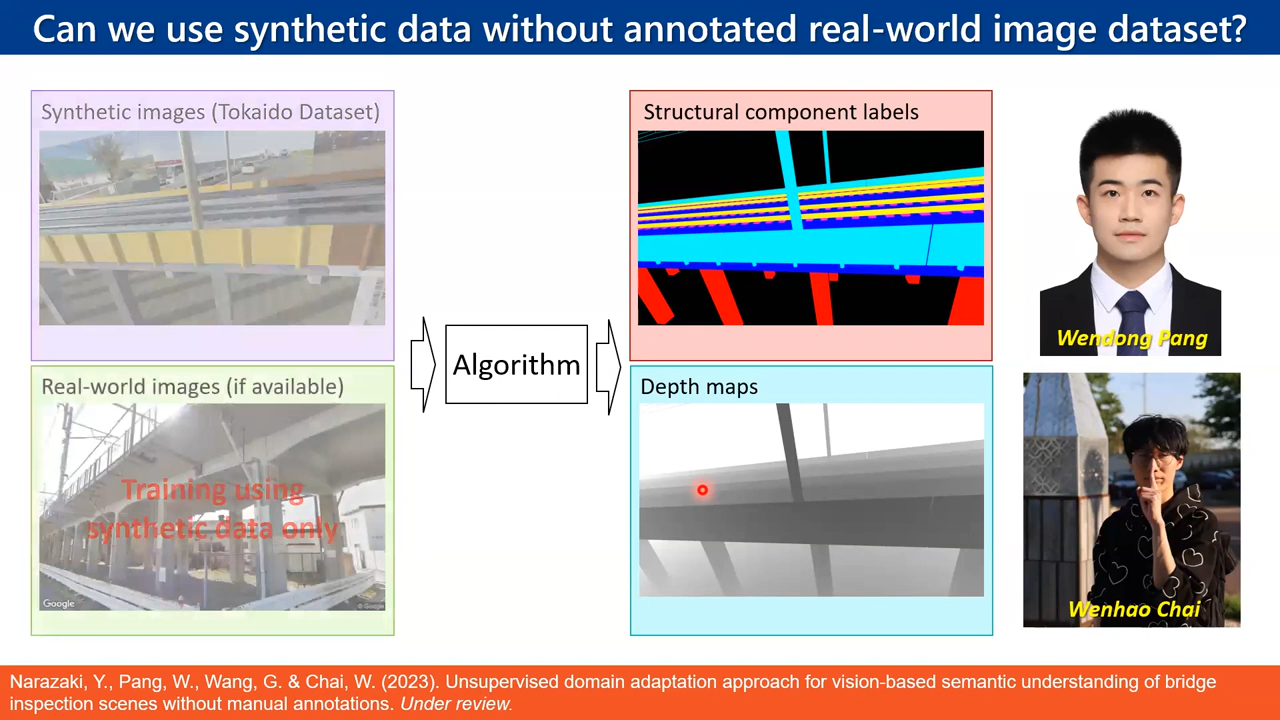 Can we use synthetic data without annotated real-world image dataset?
Synthetic images (Tokaido Dataset)
Real-world images (if available)
Training using
synthetic data only
Google
© Google
Algorithm
Structural component labels
Depth maps
Wendong Pang
Wenhao Chai
Narazaki, Y., Pang, W., Wang, G. & Chai, W. (2023). Unsupervised domain adaptation approach for vision-based semantic understanding of bridge
inspection scenes without manual annotations. Under review.